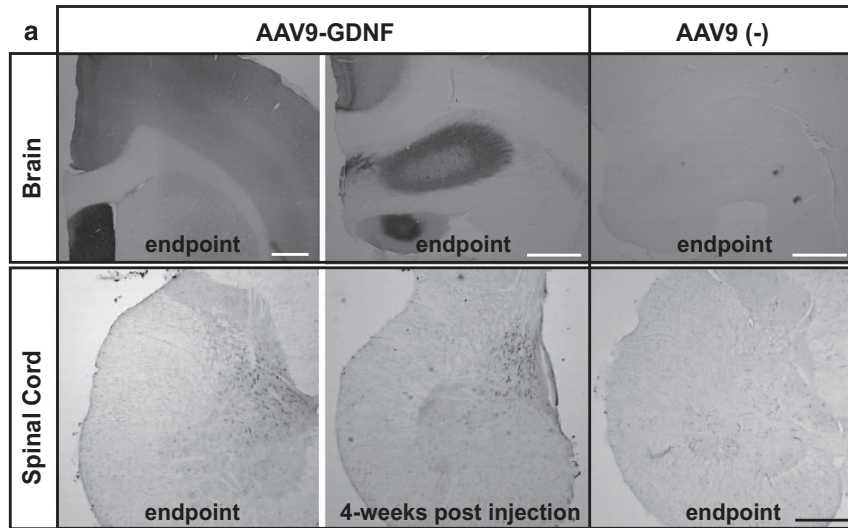 a
AAV9-GDNF
AAV9 (-)
Brain
endpoint
endpoint
endpoint
Spinal Cord
endpoint
4-weeks post injection
endpoint